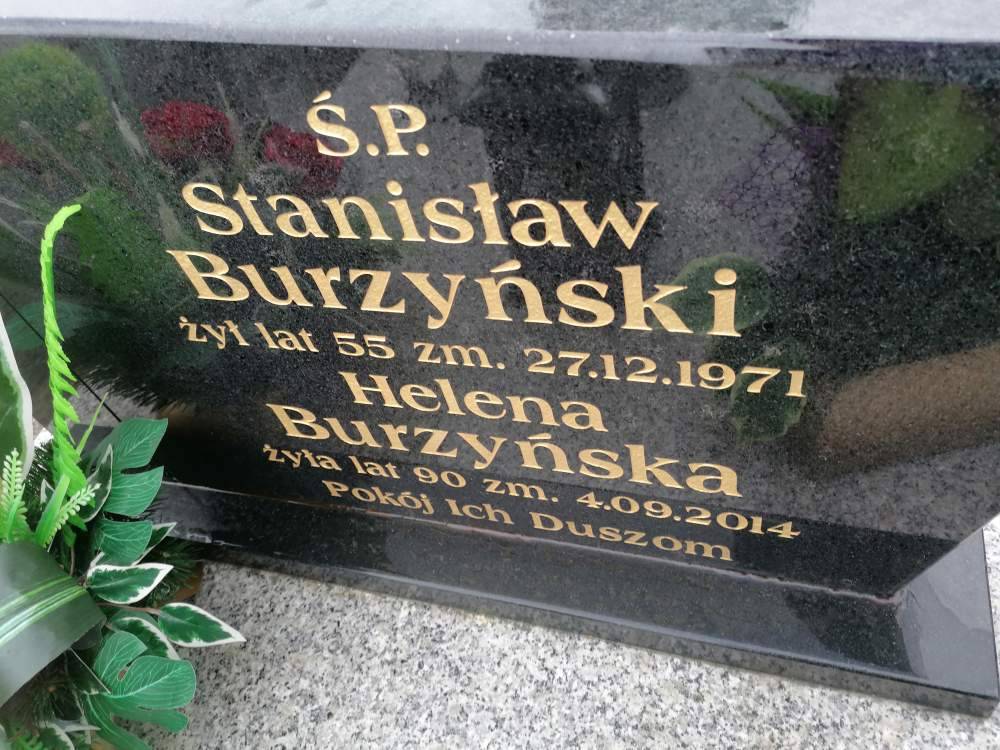 Ś.P.
Stanisław
Burzyński
żył lat 55 zm. 27.12.1971
Helena
Burzyńska
żyła lat 90 zm. 4.09.2014
Pokój Ich Duszom